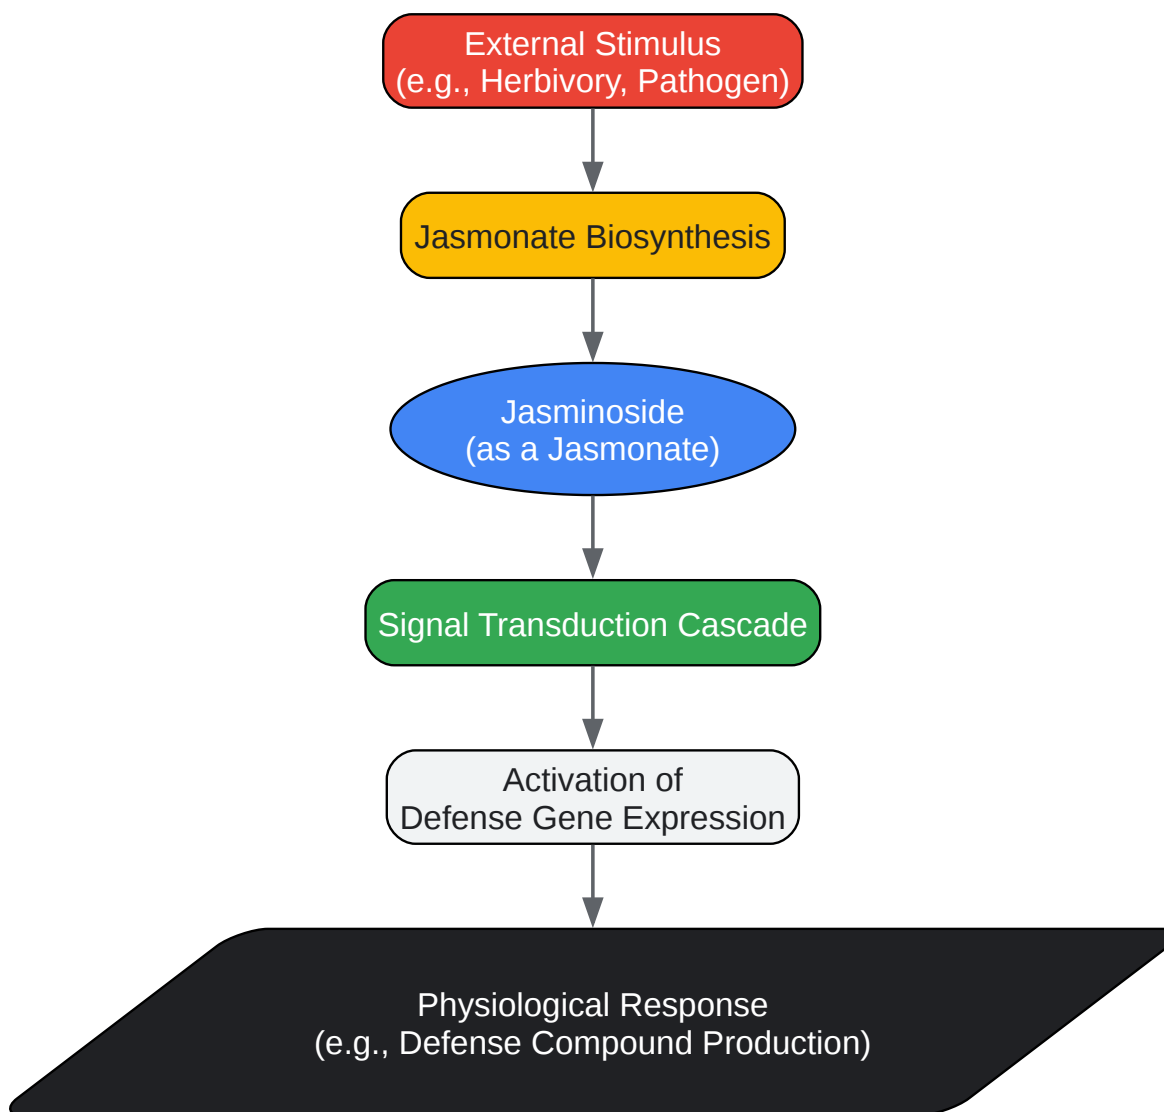 External Stimulus
(e.g., Herbivory, Pathogen)
Jasmonate Biosynthesis
Jasminoside
(as a Jasmonate)
Signal Transduction Cascade
Activation of
Defense Gene Expression
Physiological Response
(e.g., Defense Compound Production)